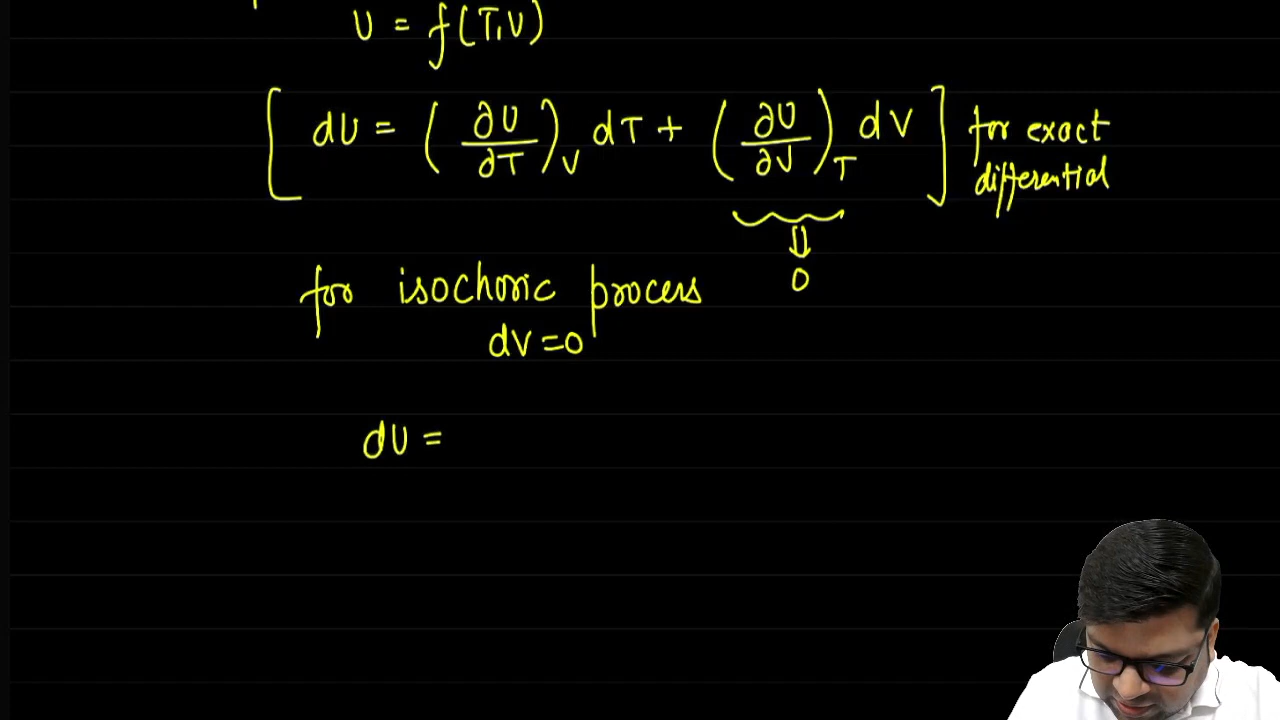 U = f(T,V)
[ dU = (∂U/∂T)_V dT + (∂U/∂V)_T dV ] for exact
differential
⇓
0
for isochoric process
dV = 0
dU =